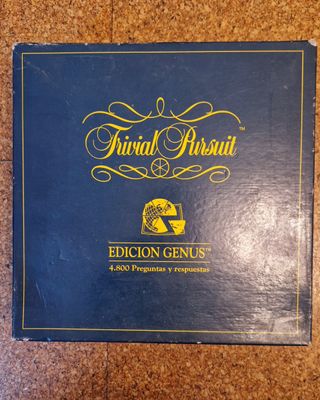 Trivial Pursuit™
EDICION GENUS™
4.800 Preguntas y respuestas